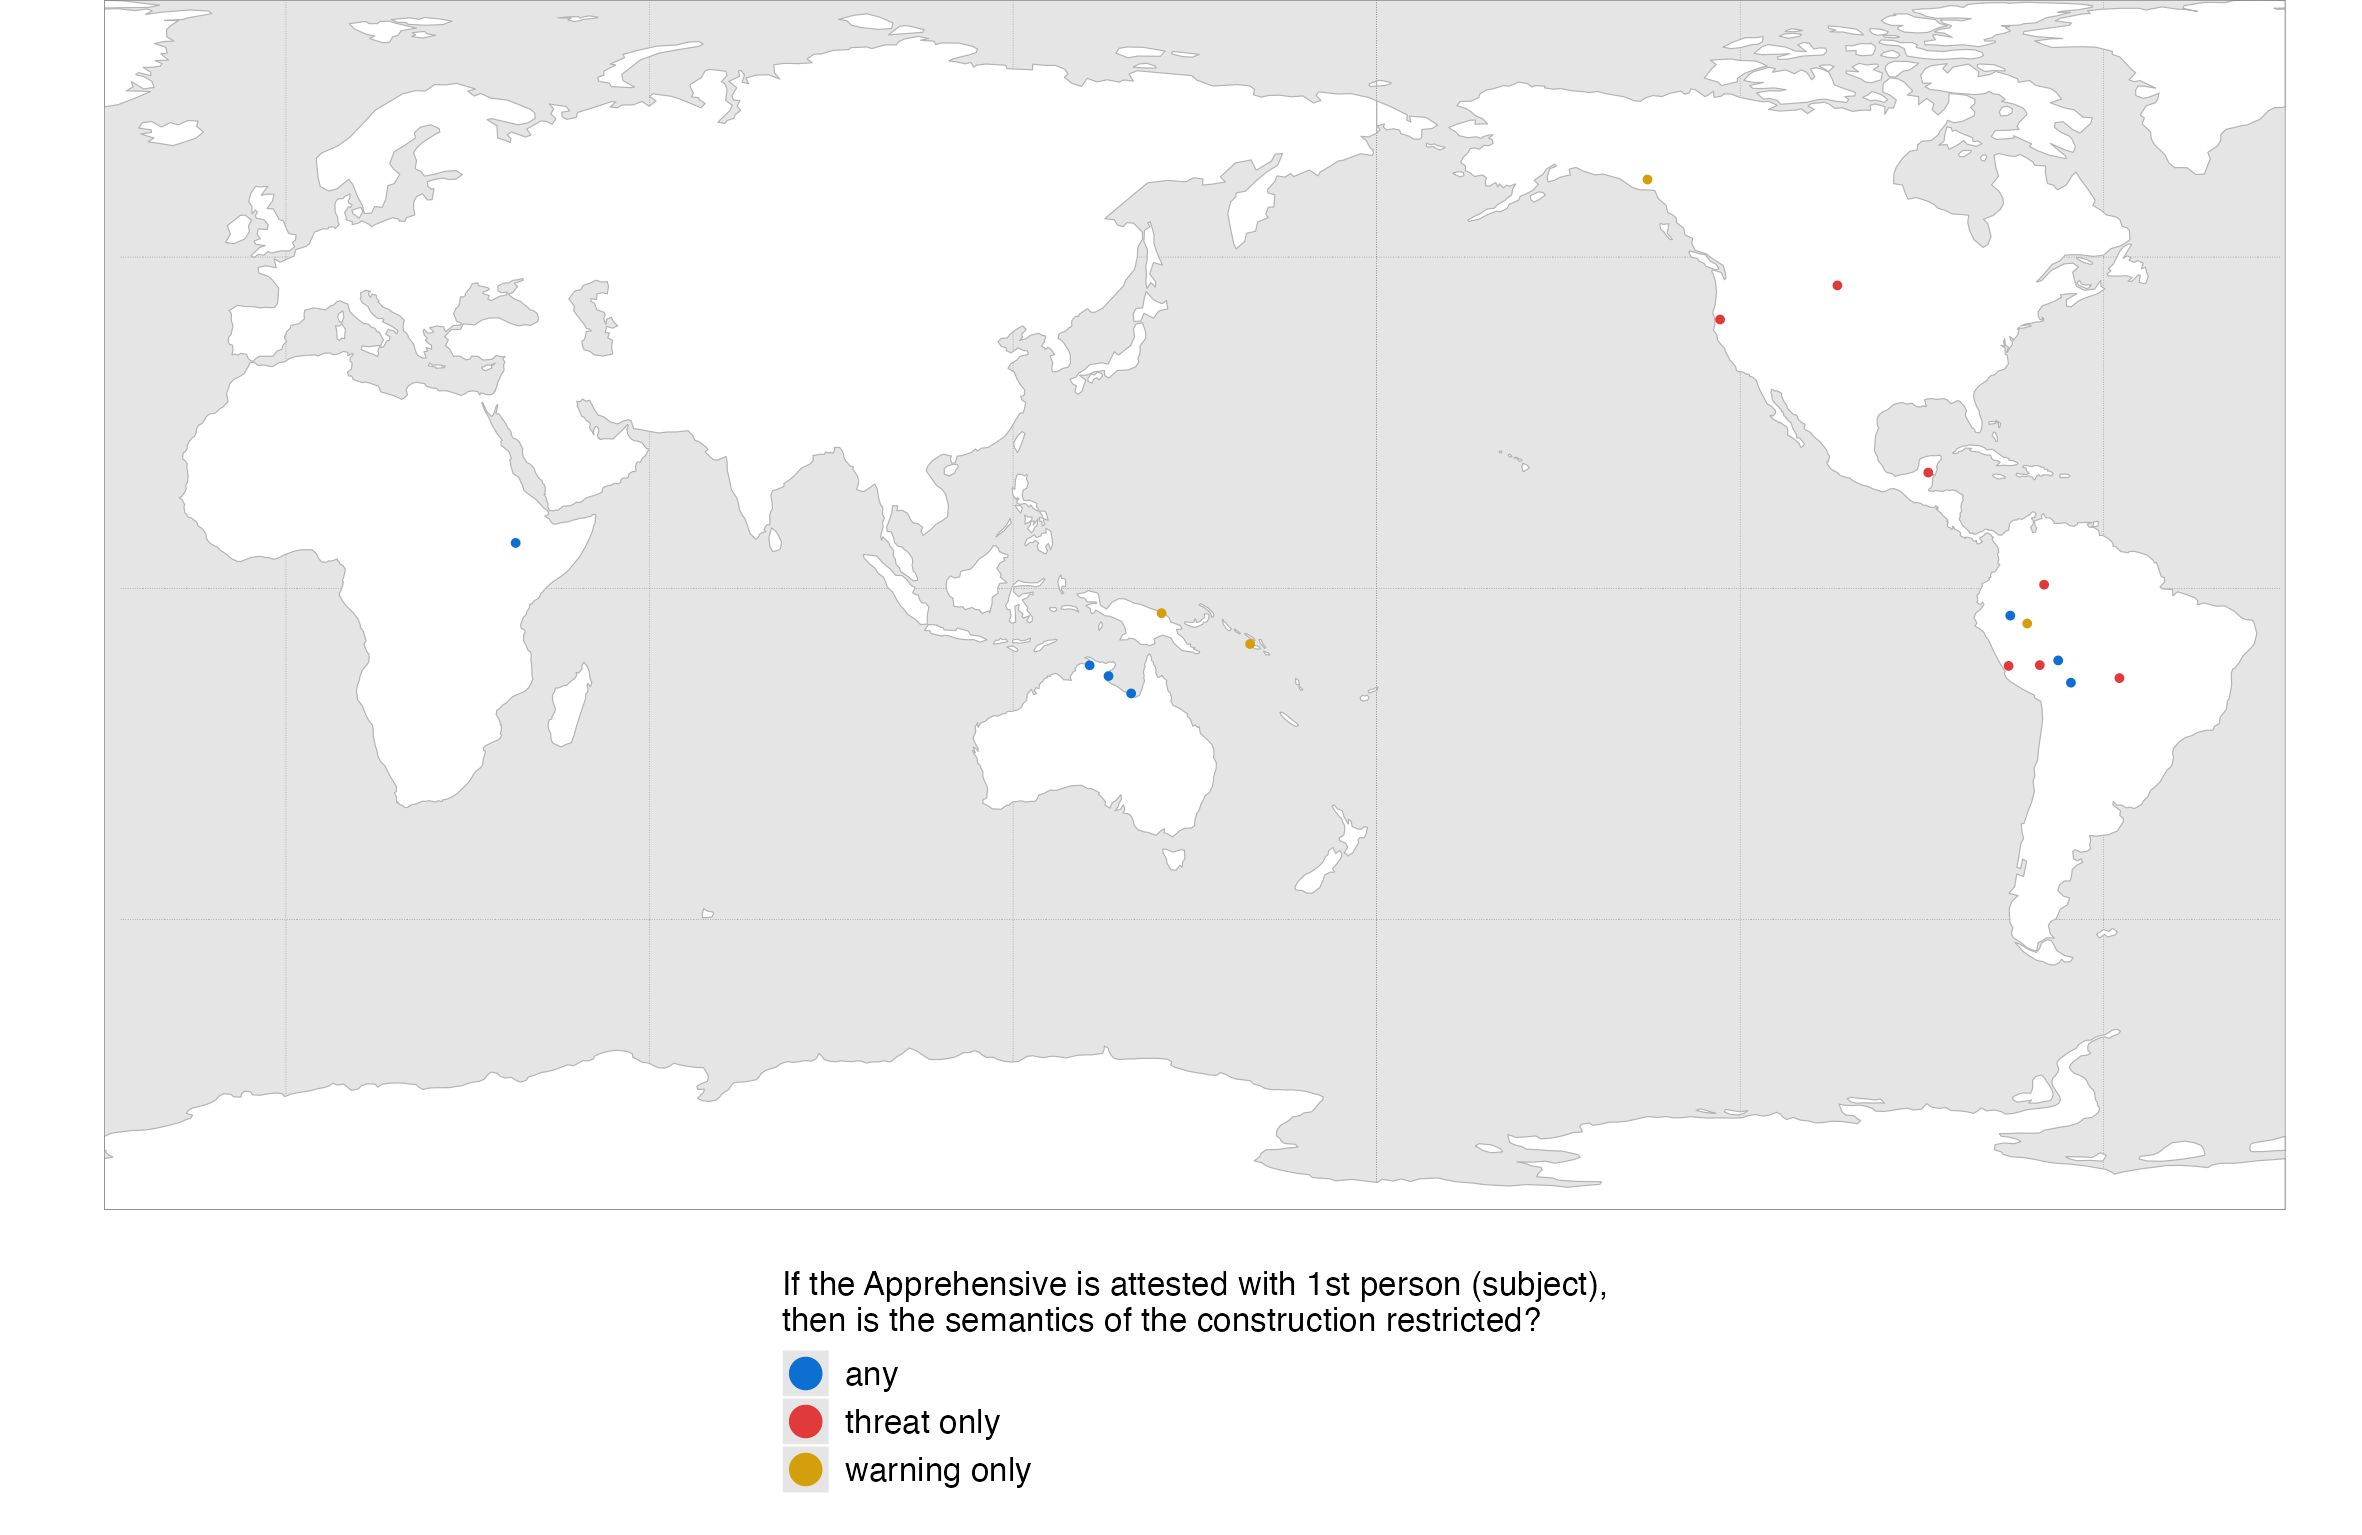 If the Apprehensive is attested with 1st person (subject),
then is the semantics of the construction restricted?
any
threat only
warning only